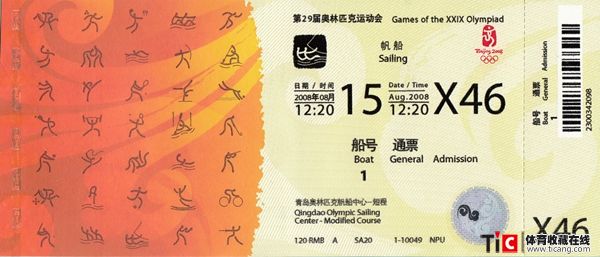 第29届奥林匹克运动会 Games of the XXIX Olympiad
帆船
Sailing
Beijing 2008
日期 / 时间
2008年08月
12:20
15
Date / Time
Aug.2008
12:20
X46
船号 通票
Boat General Admission
1
青岛奥林匹克帆船中心--短程
Qingdao Olympic Sailing
Center - Modified Course
120 RMB A SA20 1-10049 NPU
船号 通票
Boat General Admission
1
2300342098
X46
TiC 体育收藏在线
www.ticang.com